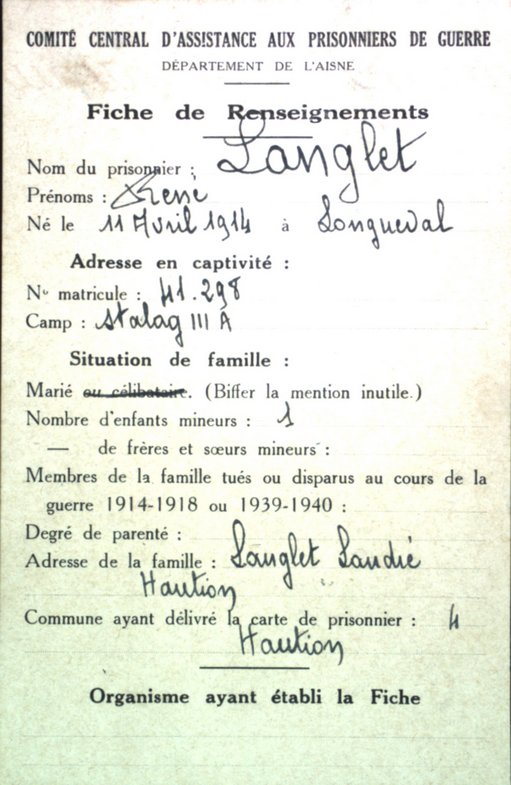 COMITÉ CENTRAL D'ASSISTANCE AUX PRISONNIERS DE GUERRE
DÉPARTEMENT DE L'AISNE
Fiche de Renseignements
Nom du prisonnier : Langlet
Prénoms : René
Né le 11 Avril 1914 à Longueval
Adresse en captivité :
No matricule : 41.298
Camp : Stalag III A
Situation de famille :
Marié ou célibataire. (Biffer la mention inutile.)
Nombre d'enfants mineurs : 1
— de frères et sœurs mineurs :
Membres de la famille tués ou disparus au cours de la
guerre 1914-1918 ou 1939-1940 :
Degré de parenté :
Adresse de la famille : Langlet
Haution
Commune ayant délivré la carte de prisonnier : 4
Haution
Organisme ayant établi la Fiche